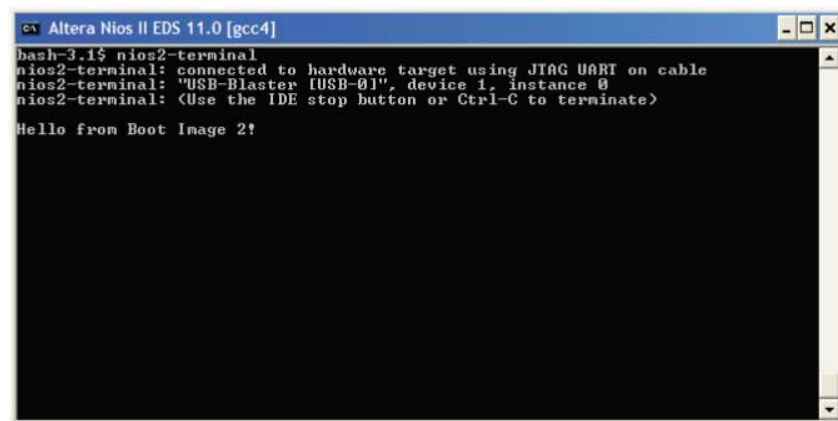 Altera Nios II EDS 11.0 [gcc4]
bash-3.1$ nios2-terminal
nios2-terminal: connected to hardware target using JTAG UART on cable
nios2-terminal: "USB-Blaster [USB-0]", device 1, instance 0
nios2-terminal: (Use the IDE stop button or Ctrl-C to terminate)
Hello from Boot Image 2!